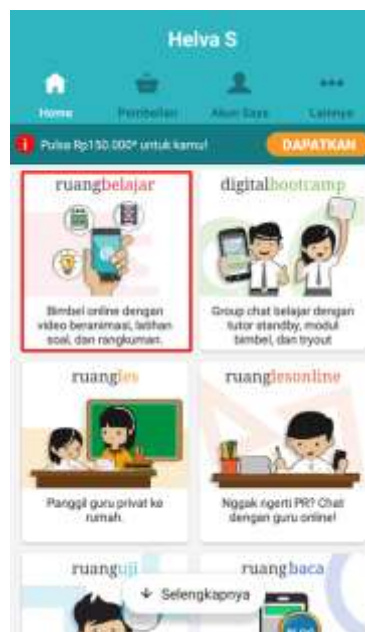 Helva S
Home
Pembelian
Akun Saya
Lainnya
Pulsa Rp150.000* untuk kamu!
DAPATKAN
ruangbelajar
digitalbootcamp
Bimbel online dengan
video beranimasi, latihan
soal, dan rangkuman.
Group chat belajar dengan
tutor standby, modul
bimbel, dan tryout
ruangles
ruanglesonline
Panggil guru privat ke
rumah.
Nggak ngerti PR? Chat
dengan guru online!
ruanguji
ruangbaca
Selengkapnya